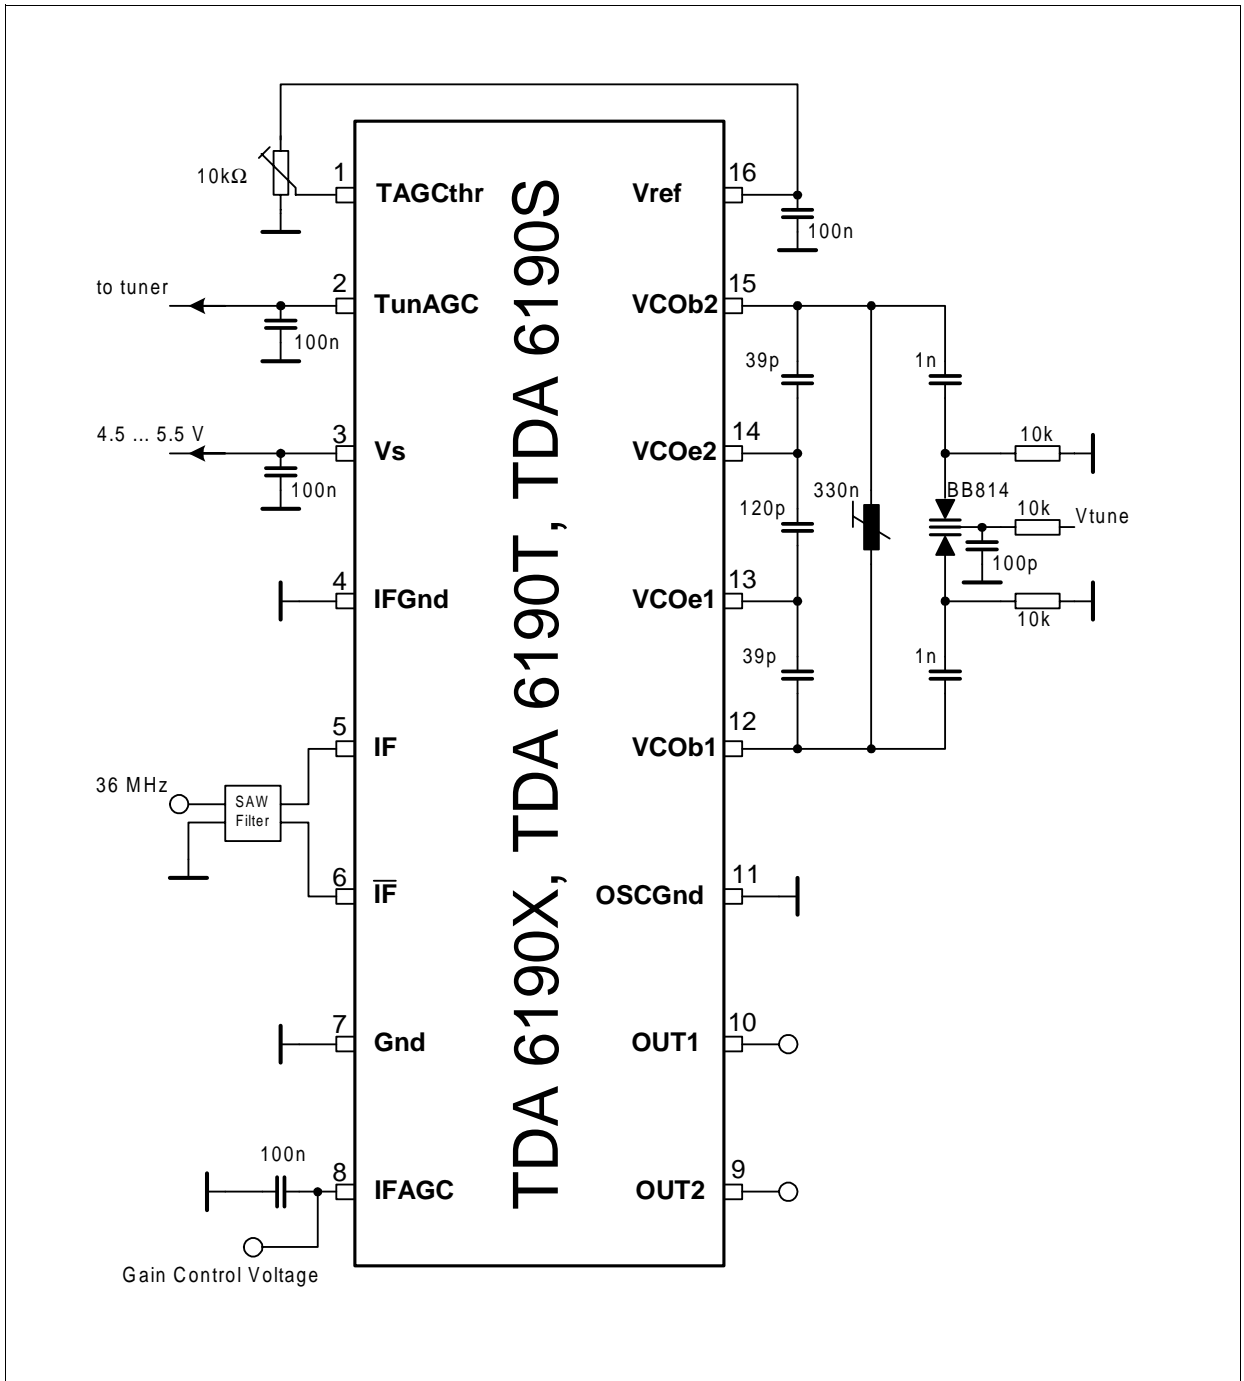 10kΩ
1
TAGCthr
16
Vref
100n
to tuner
2
TunAGC
100n
15
VCOb2
39p
1n
4.5 ... 5.5 V
3
Vs
100n
14
VCOe2
10k
330n
BB814
120p
10k
Vtune
100p
4
IFGnd
13
VCOe1
10k
39p
1n
5
IF
12
VCOb1
36 MHz
SAW
Filter
6
I̅F̅
11
OSCGnd
7
Gnd
10
OUT1
100n
8
IFAGC
9
OUT2
Gain Control Voltage
TDA 6190X, TDA 6190T, TDA 6190S